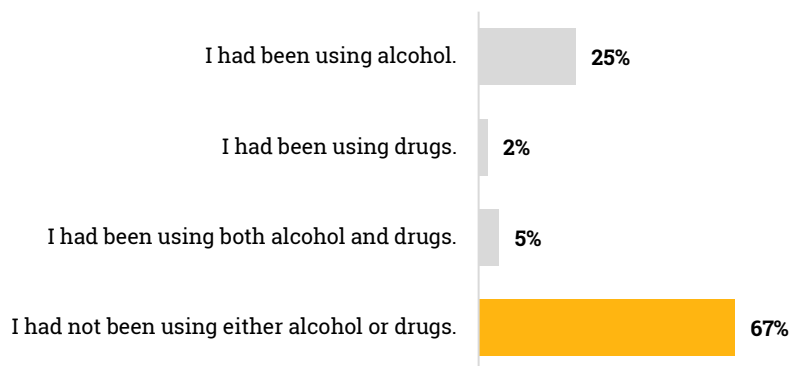 I had been using alcohol. 25%
I had been using drugs. 2%
I had been using both alcohol and drugs. 5%
I had not been using either alcohol or drugs. 67%